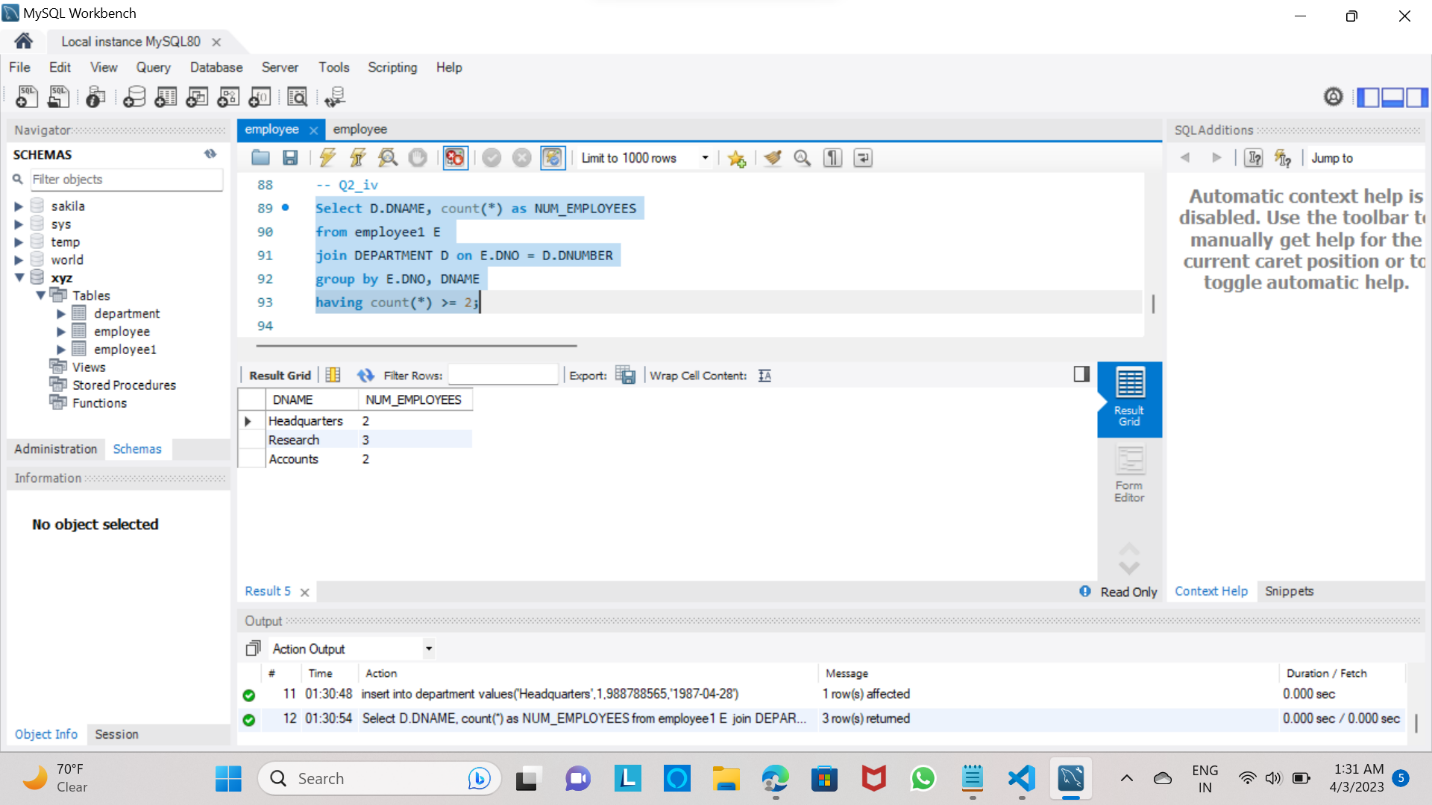 MySQL Workbench
Local instance MySQL80
File Edit View Query Database Server Tools Scripting Help
Navigator
SCHEMAS
Filter objects
sakila
sys
temp
world
xyz
Tables
department
employee
employee1
Views
Stored Procedures
Functions
Administration Schemas
Information
No object selected
Object Info Session
employee employee
Limit to 1000 rows
88 -- Q2_iv
89 Select D.DNAME, count(*) as NUM_EMPLOYEES
90 from employee1 E
91 join DEPARTMENT D on E.DNO = D.DNUMBER
92 group by E.DNO, DNAME
93 having count(*) >= 2;
94
Result Grid Filter Rows: Export: Wrap Cell Content:
DNAME NUM_EMPLOYEES
Headquarters 2
Research 3
Accounts 2
Result
Grid
Form
Editor
Result 5 Read Only
SQLAdditions
Jump to
Automatic context help is
disabled. Use the toolbar to
manually get help for the
current caret position or to
toggle automatic help.
Context Help Snippets
Output
Action Output
# Time Action Message Duration / Fetch
11 01:30:48 insert into department values('Headquarters',1,988788565,'1987-04-28') 1 row(s) affected 0.000 sec
12 01:30:54 Select D.DNAME, count(*) as NUM_EMPLOYEES from employee1 E join DEPAR... 3 row(s) returned 0.000 sec / 0.000 sec
70°F
Clear
Search
ENG
IN
1:31 AM
4/3/2023
5